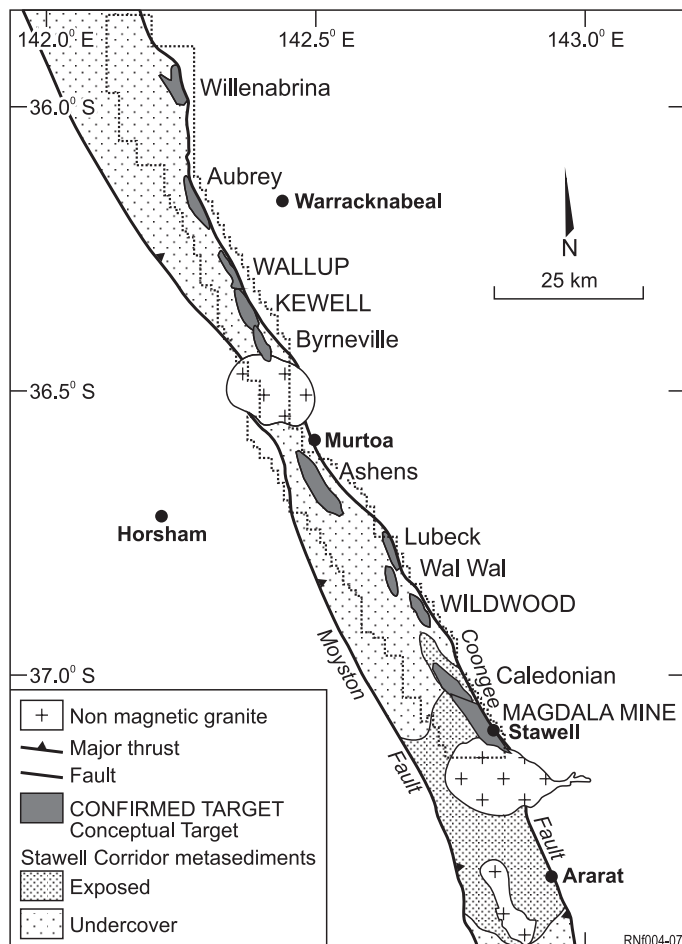 142.0° E
142.5° E
143.0° E
Willenabrina
36.0° S
Aubrey
Warracknabeal
WALLUP
N
KEWELL
25 km
Byrneville
36.5° S
Murtoa
Ashens
Horsham
Lubeck
Wal Wal
WILDWOOD
Moyston
Coongee
37.0° S
Caledonian
MAGDALA MINE
Stawell
Fault
Fault
Ararat
Non magnetic granite
Major thrust
Fault
CONFIRMED TARGET
Conceptual Target
Stawell Corridor metasediments
Exposed
Undercover
RNf004-07